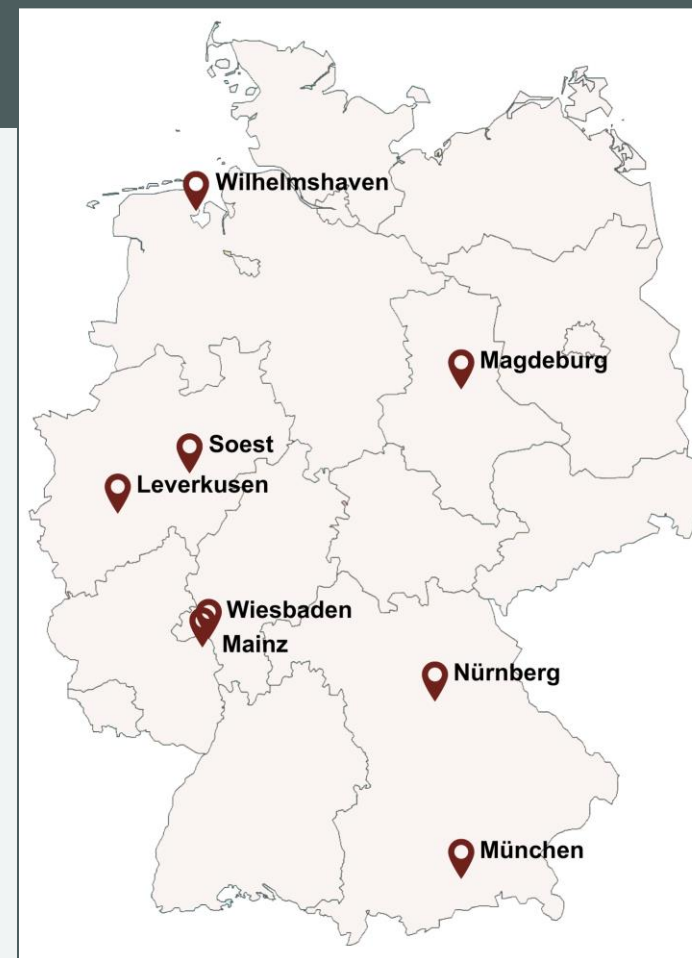 Wilhelmshaven
Magdeburg
Soest
Leverkusen
Wiesbaden
Mainz
Nürnberg
München